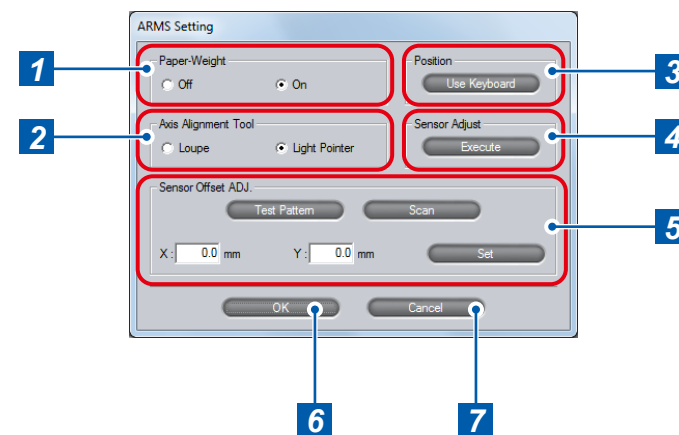 ARMS Setting
1
Paper-Weight
Off
On
Position
Use Keyboard
3
2
Axis Alignment Tool
Loupe
Light Pointer
Sensor Adjust
Execute
4
Sensor Offset ADJ.
Test Pattern
Scan
5
X : 0.0 mm
Y : 0.0 mm
Set
OK
Cancel
6
7